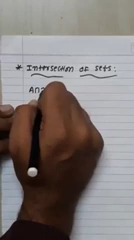 * Intersection of sets:
A∩